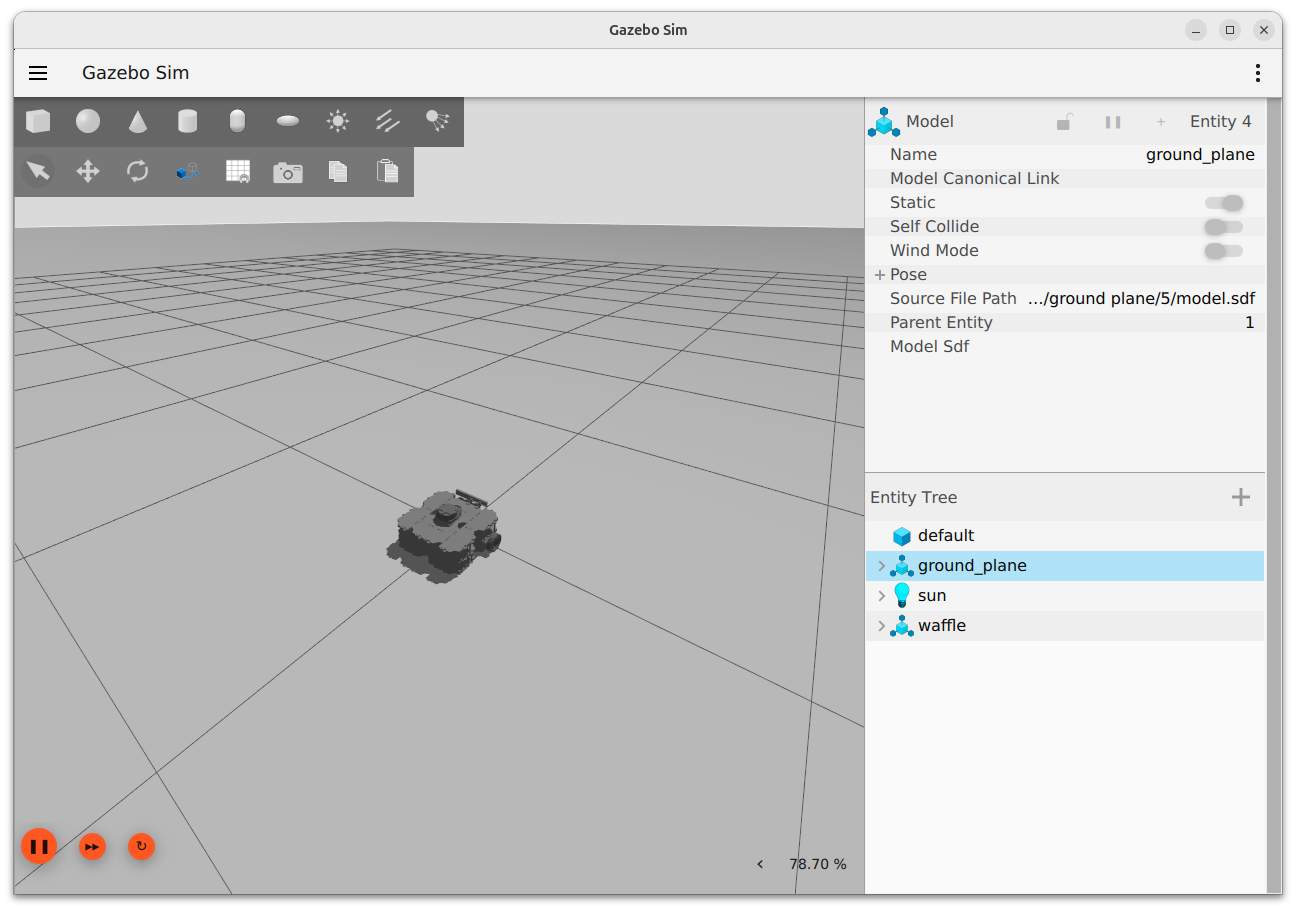 Gazebo Sim
Gazebo Sim
Model Entity 4
Name ground_plane
Model Canonical Link
Static
Self Collide
Wind Mode
Pose
Source File Path .../ground plane/5/model.sdf
Parent Entity 1
Model Sdf
Entity Tree
default
ground_plane
sun
waffle
78.70 %